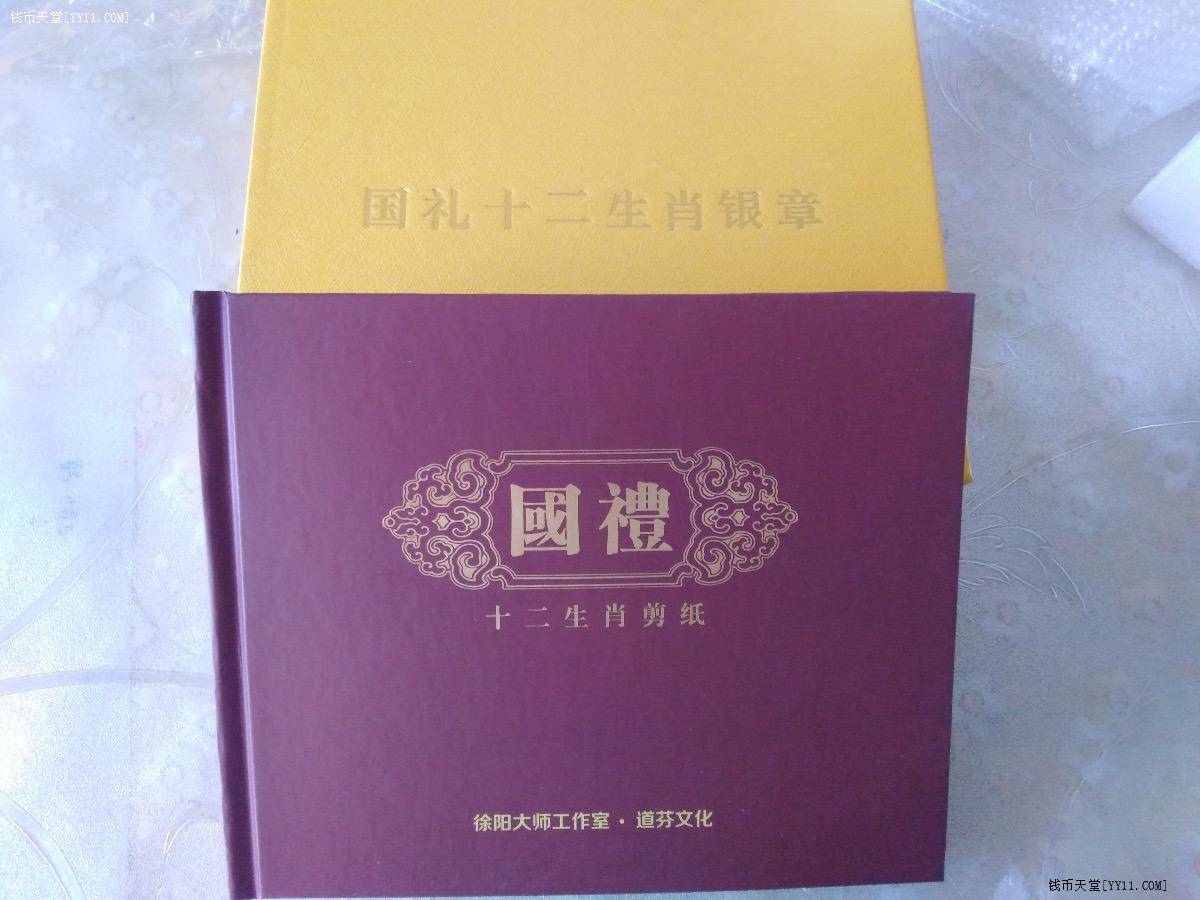 钱币天堂[YY11.COM]
国礼十二生肖银章
國禮
十二生肖剪纸
徐阳大师工作室·道芬文化
钱币天堂[YY11.COM]